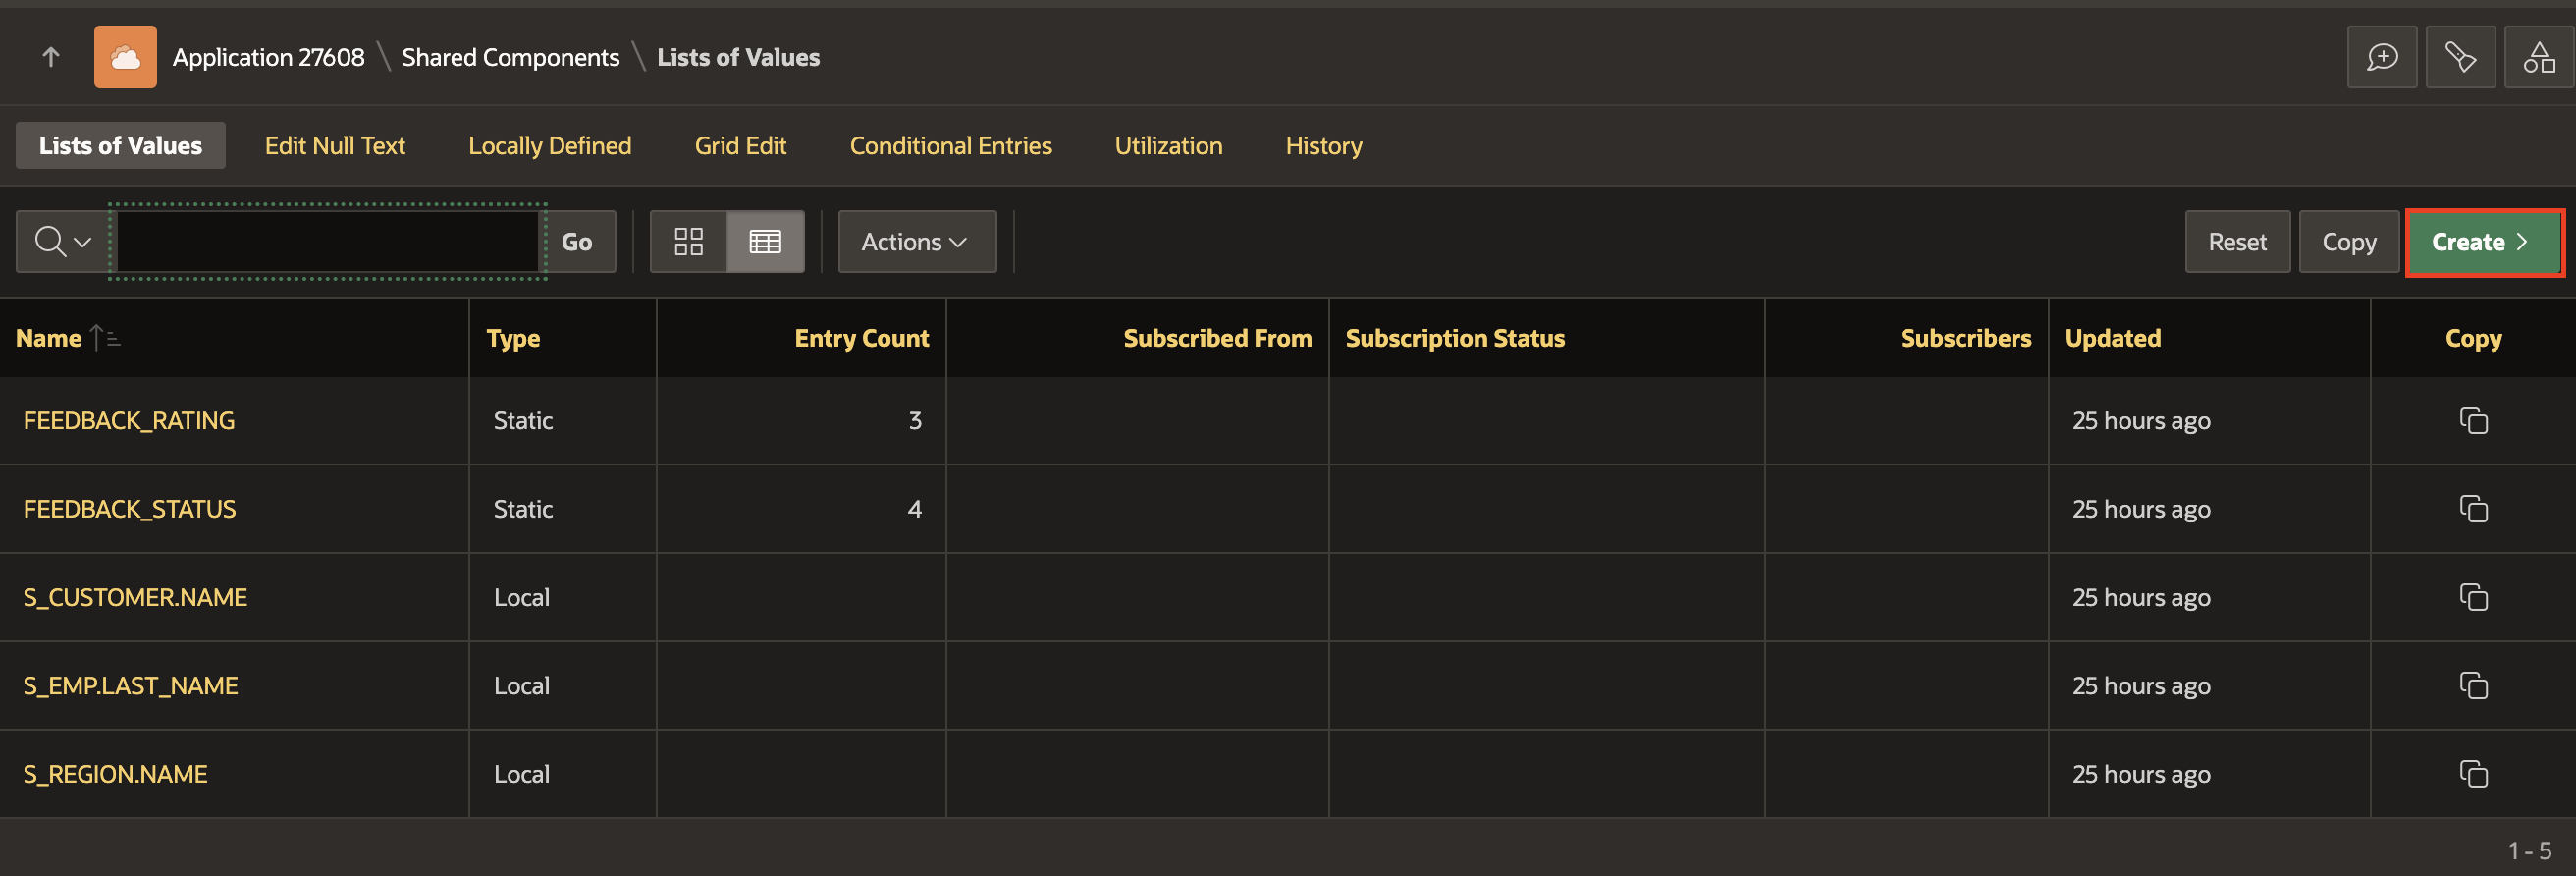 Application 27608 \ Shared Components \ Lists of Values
Lists of Values Edit Null Text Locally Defined Grid Edit Conditional Entries Utilization History
Go Actions Reset Copy Create
Name Type Entry Count Subscribed From Subscription Status Subscribers Updated Copy
FEEDBACK_RATING Static 3 25 hours ago
FEEDBACK_STATUS Static 4 25 hours ago
S_CUSTOMER.NAME Local 25 hours ago
S_EMP.LAST_NAME Local 25 hours ago
S_REGION.NAME Local 25 hours ago
1 - 5